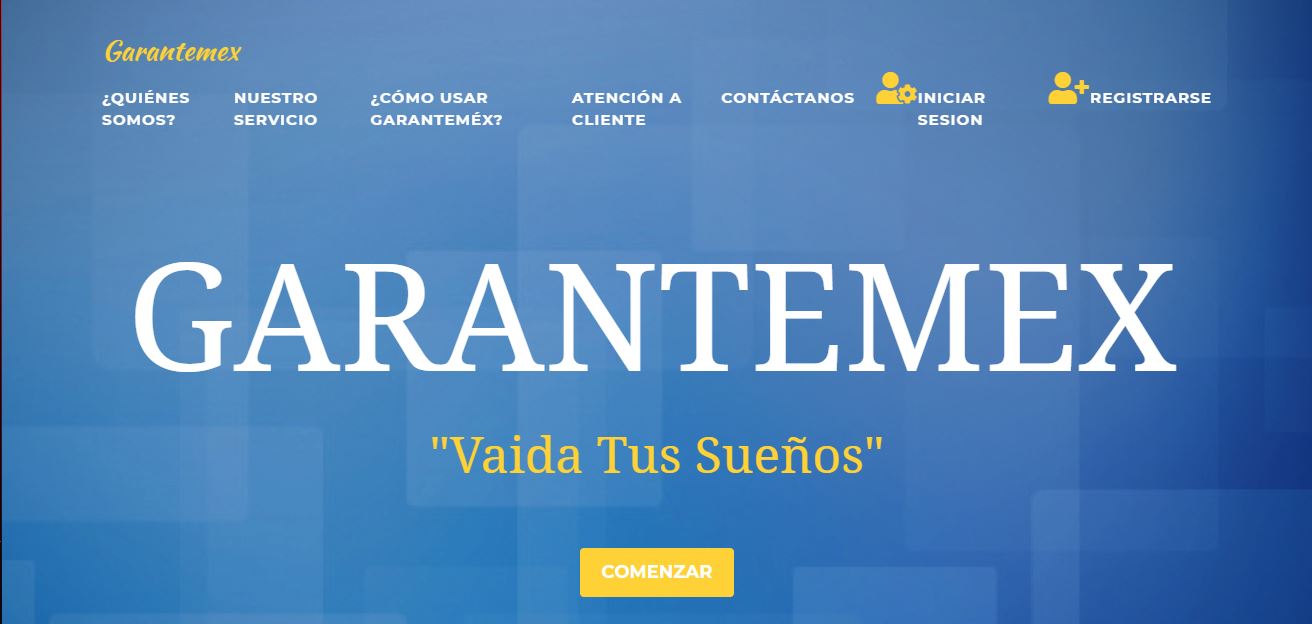 Garantemex
¿QUIÉNES SOMOS?
NUESTRO SERVICIO
¿CÓMO USAR GARANTEMÉX?
ATENCIÓN A CLIENTE
CONTÁCTANOS
INICIAR SESION
REGISTRARSE
GARANTEMEX
"Vaida Tus Sueños"
COMENZAR